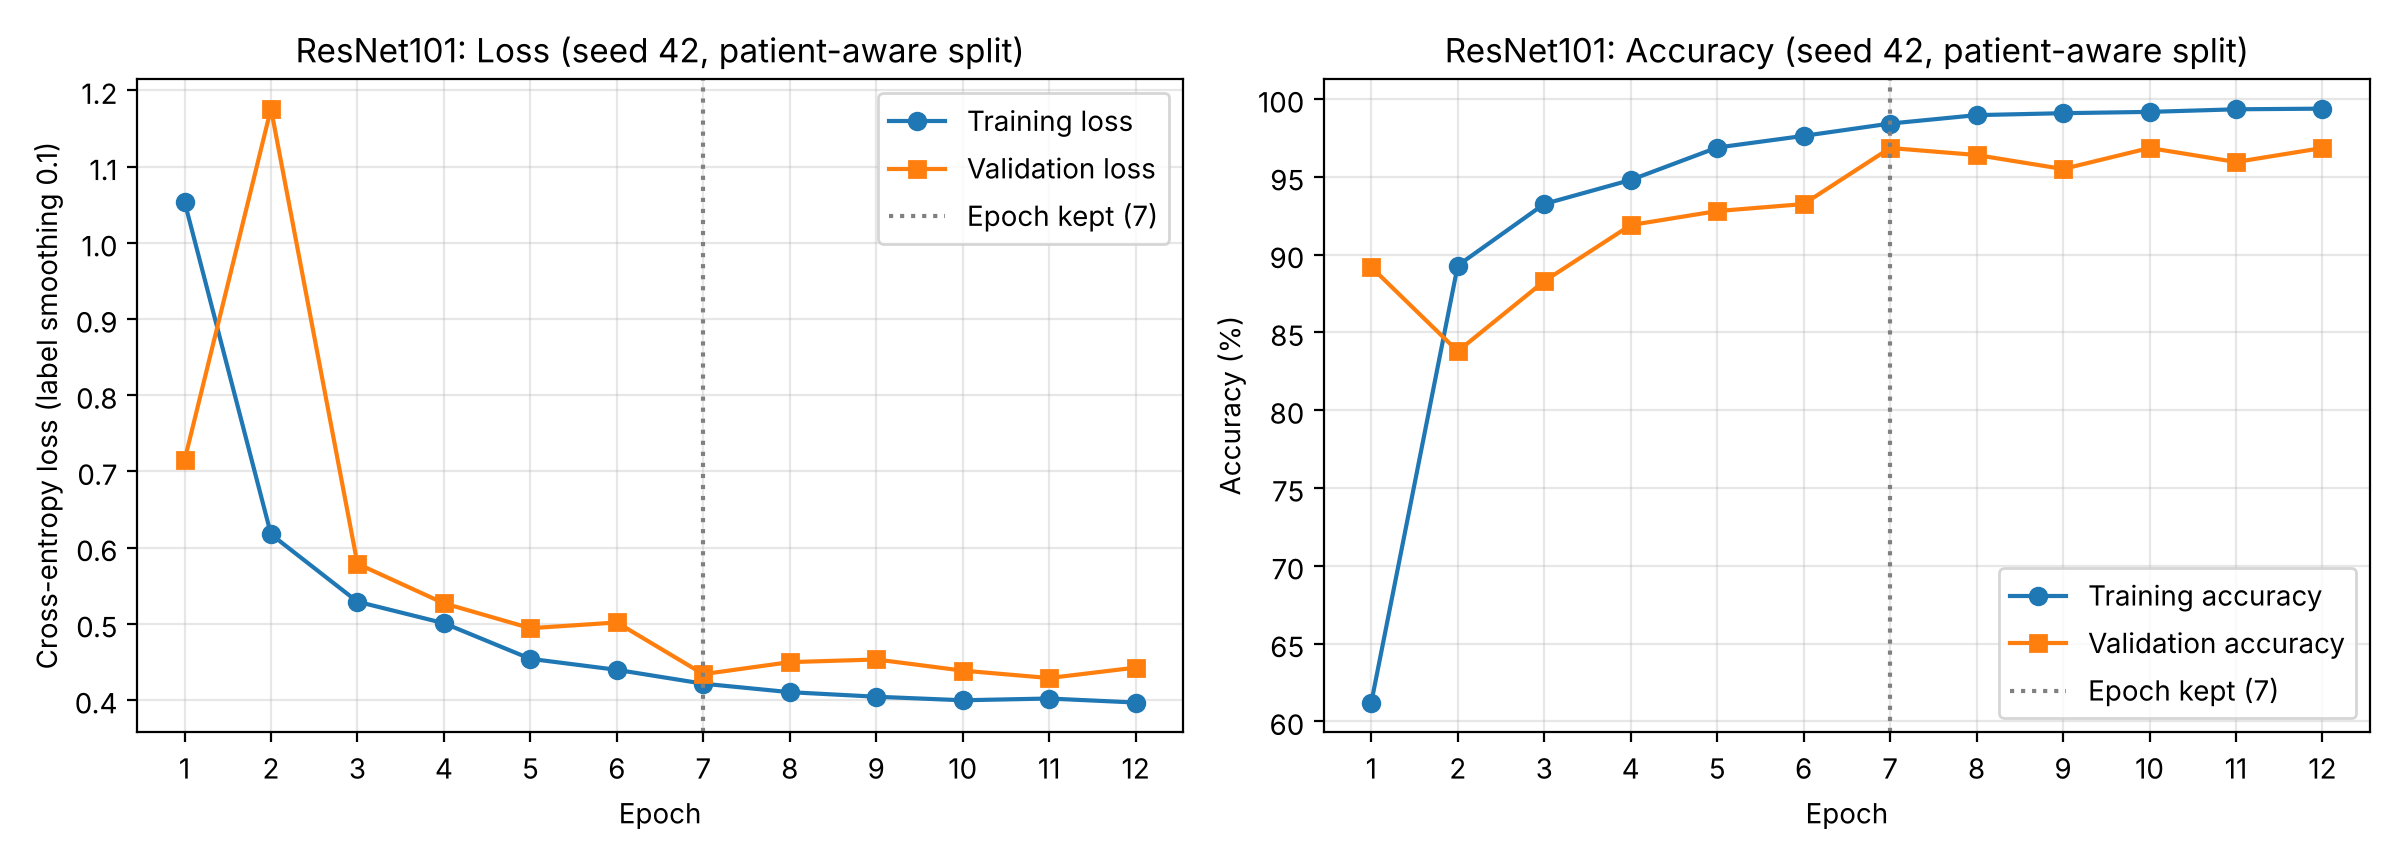 ResNet101: Loss (seed 42, patient-aware split)
Cross-entropy loss (label smoothing 0.1)
1.2
1.1
1.0
0.9
0.8
0.7
0.6
0.5
0.4
Training loss
Validation loss
Epoch kept (7)
1 2 3 4 5 6 7 8 9 10 11 12
Epoch
ResNet101: Accuracy (seed 42, patient-aware split)
Accuracy (%)
100
95
90
85
80
75
70
65
60
Training accuracy
Validation accuracy
Epoch kept (7)
1 2 3 4 5 6 7 8 9 10 11 12
Epoch